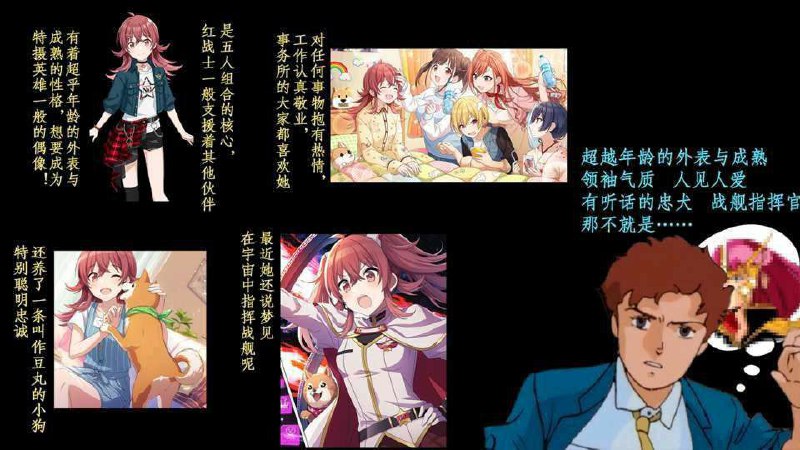 有着超乎年龄的外表与
成熟的性格，想要成为
特摄英雄一般的偶像！
是五人组合的核心，
红战士一般支援着其他伙伴
对任何事物抱有热情，
工作认真敬业，
事务所的大家都喜欢她
还养了一条叫作豆丸的小狗
特别聪明忠诚
最近她还说梦见
在宇宙中指挥战舰呢
超越年龄的外表与成熟
领袖气质 人见人爱
有听话的忠犬 战舰指挥官
那不就是……